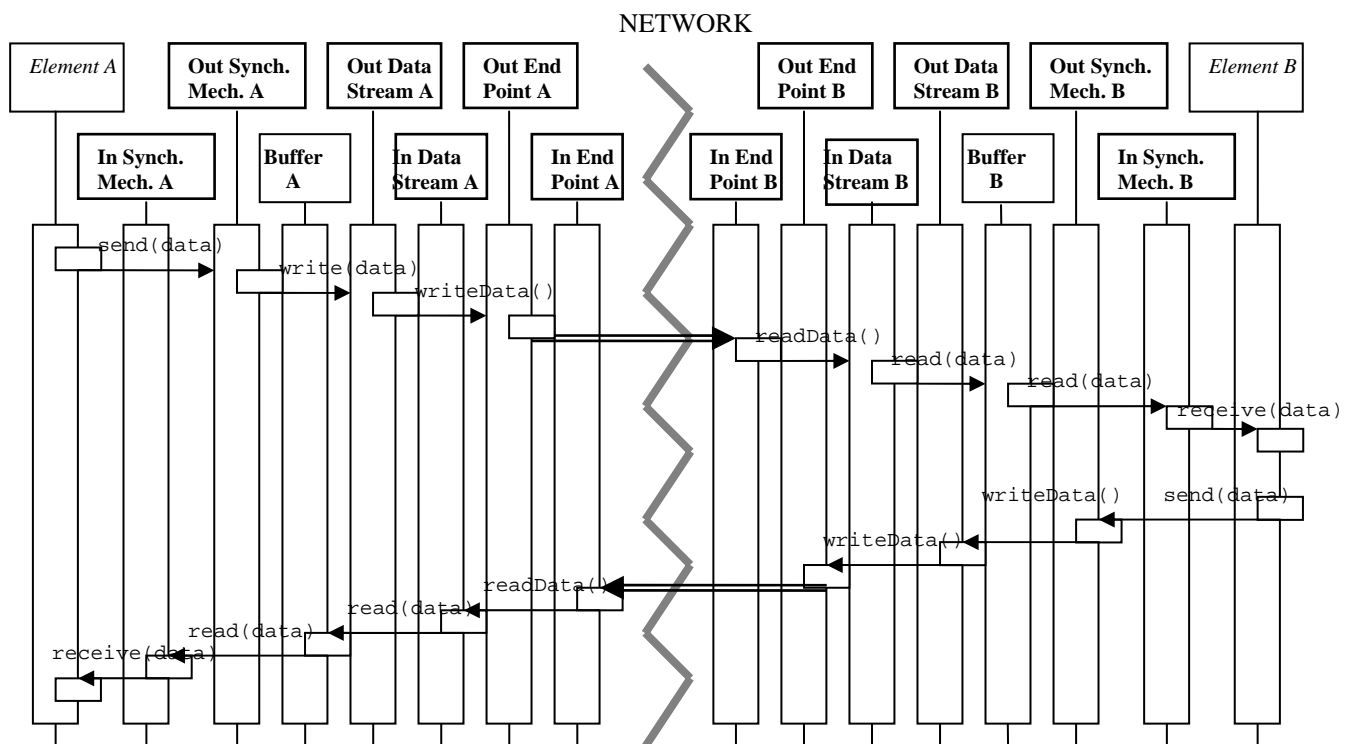 NETWORK
Element A
Out Synch.
Mech. A
Out Data
Stream A
Out End
Point A
Out End
Point B
Out Data
Stream B
Out Synch.
Mech. B
Element B
In Synch.
Mech. A
Buffer
A
In Data
Stream A
In End
Point A
In End
Point B
In Data
Stream B
Buffer
B
In Synch.
Mech. B
send(data)
write(data)
writeData()
readData()
read(data)
read(data)
receive(data)
send(data)
writeData()
writeData()
readData()
read(data)
read(data)
receive(data)